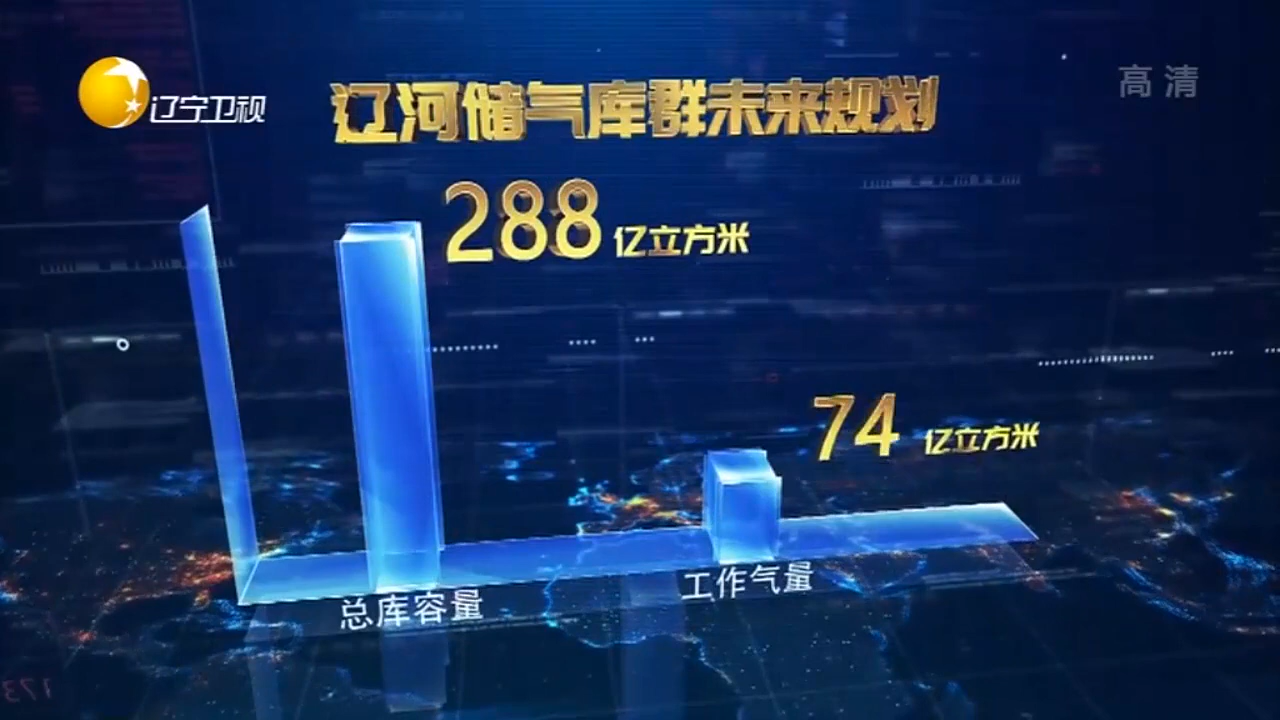 辽宁卫视
高清
辽河储气库群未来规划
288 亿立方米
74 亿立方米
总库容量
工作气量
173